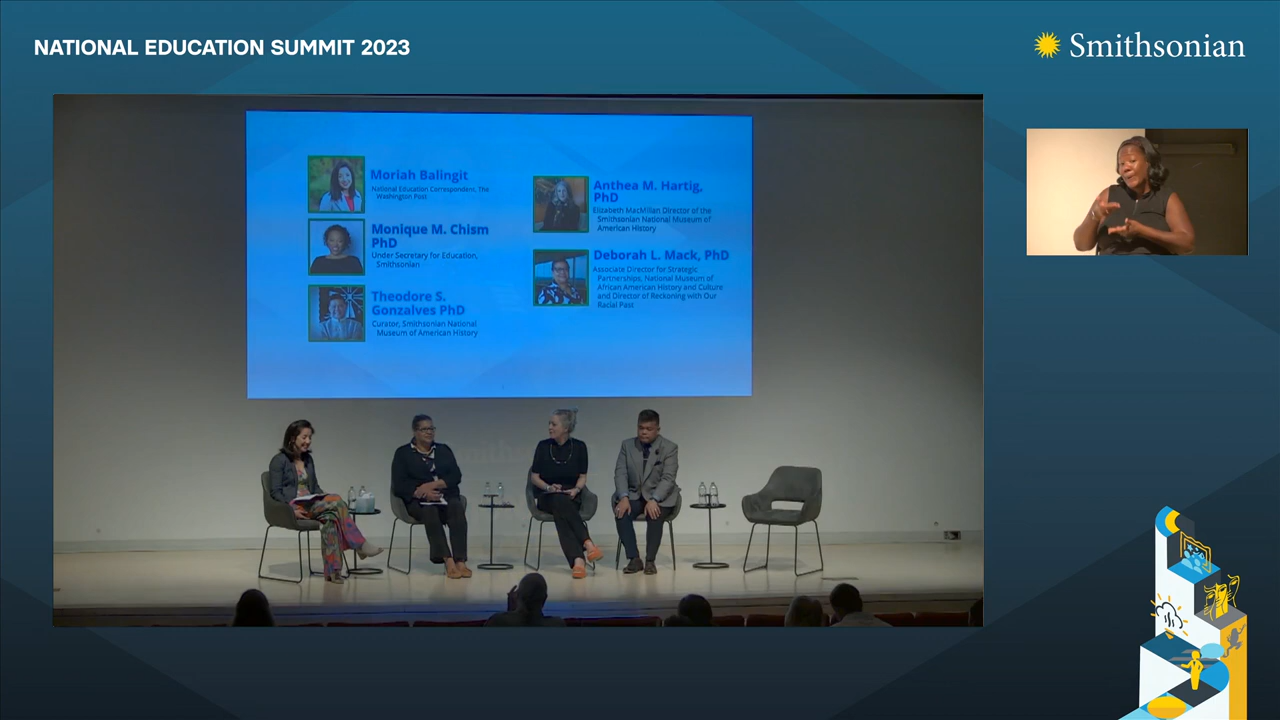 NATIONAL EDUCATION SUMMIT 2023
Smithsonian
Moriah Balingit
National Education Correspondent, The
Washington Post
Monique M. Chism
PhD
Under Secretary for Education,
Smithsonian
Theodore S.
Gonzalves PhD
Curator, Smithsonian National
Museum of American History
Anthea M. Hartig,
PhD
Elizabeth MacMillan Director of the
Smithsonian National Museum of
American History
Deborah L. Mack, PhD
Associate Director for Strategic
Partnerships, National Museum of
African American History and Culture
and Director of Reckoning with Our
Racial Past